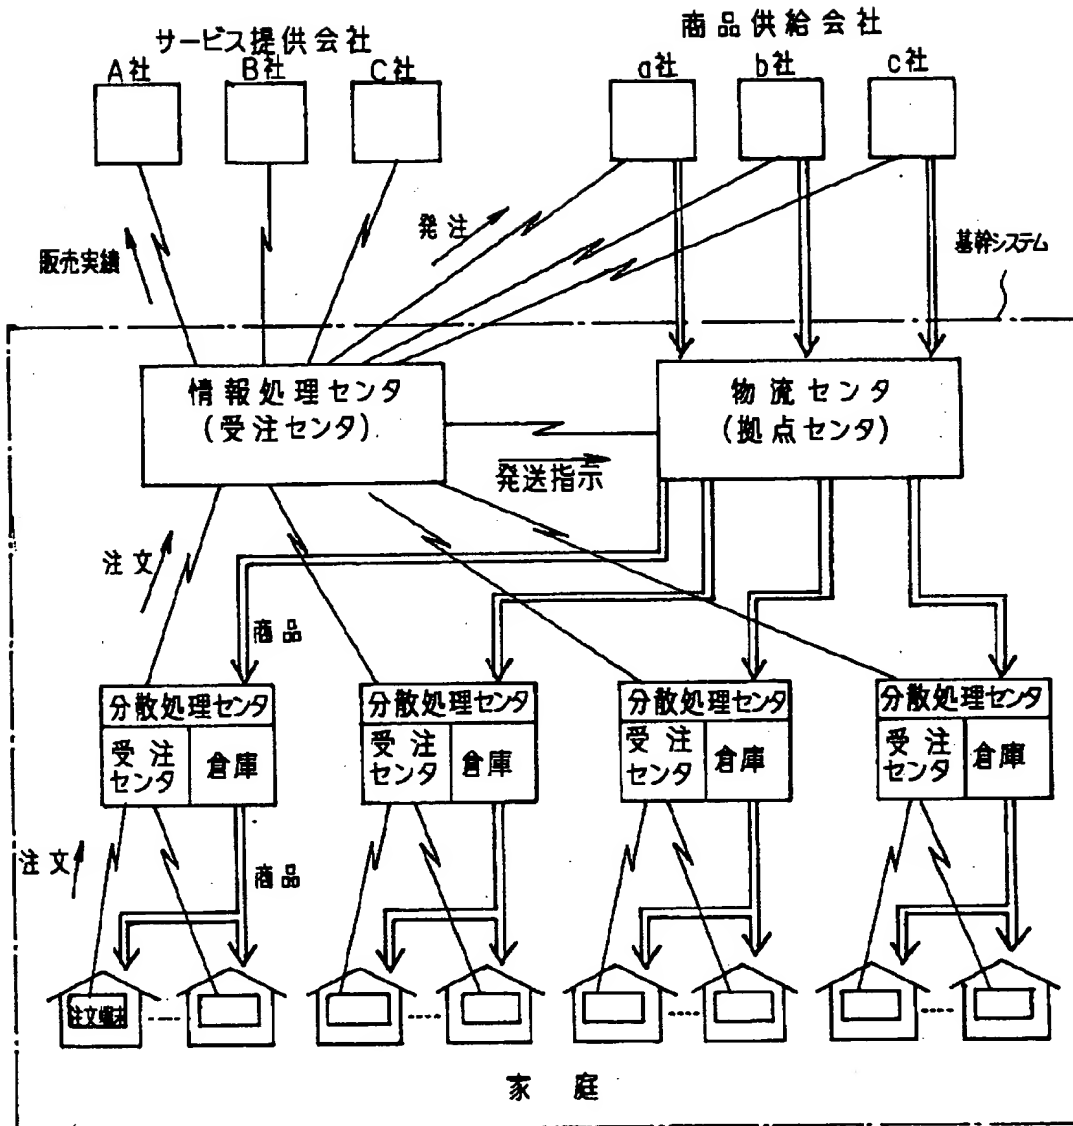 サービス提供会社
商品供給会社
A社
B社
C社
a社
b社
c社
販売実績
発注
基幹システム
情報処理センタ
(受注センタ)
物流センタ
(拠点センタ)
発送指示
注文
商品
分散処理センタ
受注
センタ
倉庫
分散処理センタ
受注
センタ
倉庫
分散処理センタ
受注
センタ
倉庫
分散処理センタ
受注
センタ
倉庫
注文
商品
注文端末
家庭